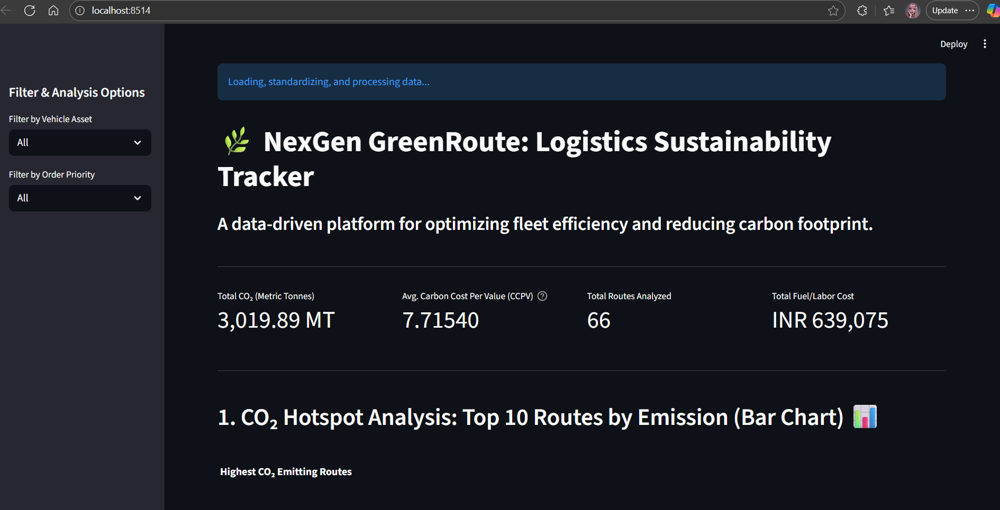 localhost:8514
Update
Deploy
Filter & Analysis Options
Filter by Vehicle Asset
All
Filter by Order Priority
All
Loading, standardizing, and processing data...
NexGen GreenRoute: Logistics Sustainability
Tracker
A data-driven platform for optimizing fleet efficiency and reducing carbon footprint.
Total CO₂ (Metric Tonnes)
3,019.89 MT
Avg. Carbon Cost Per Value (CCPV)
7.71540
Total Routes Analyzed
66
Total Fuel/Labor Cost
INR 639,075
1. CO₂ Hotspot Analysis: Top 10 Routes by Emission (Bar Chart)
Highest CO₂ Emitting Routes